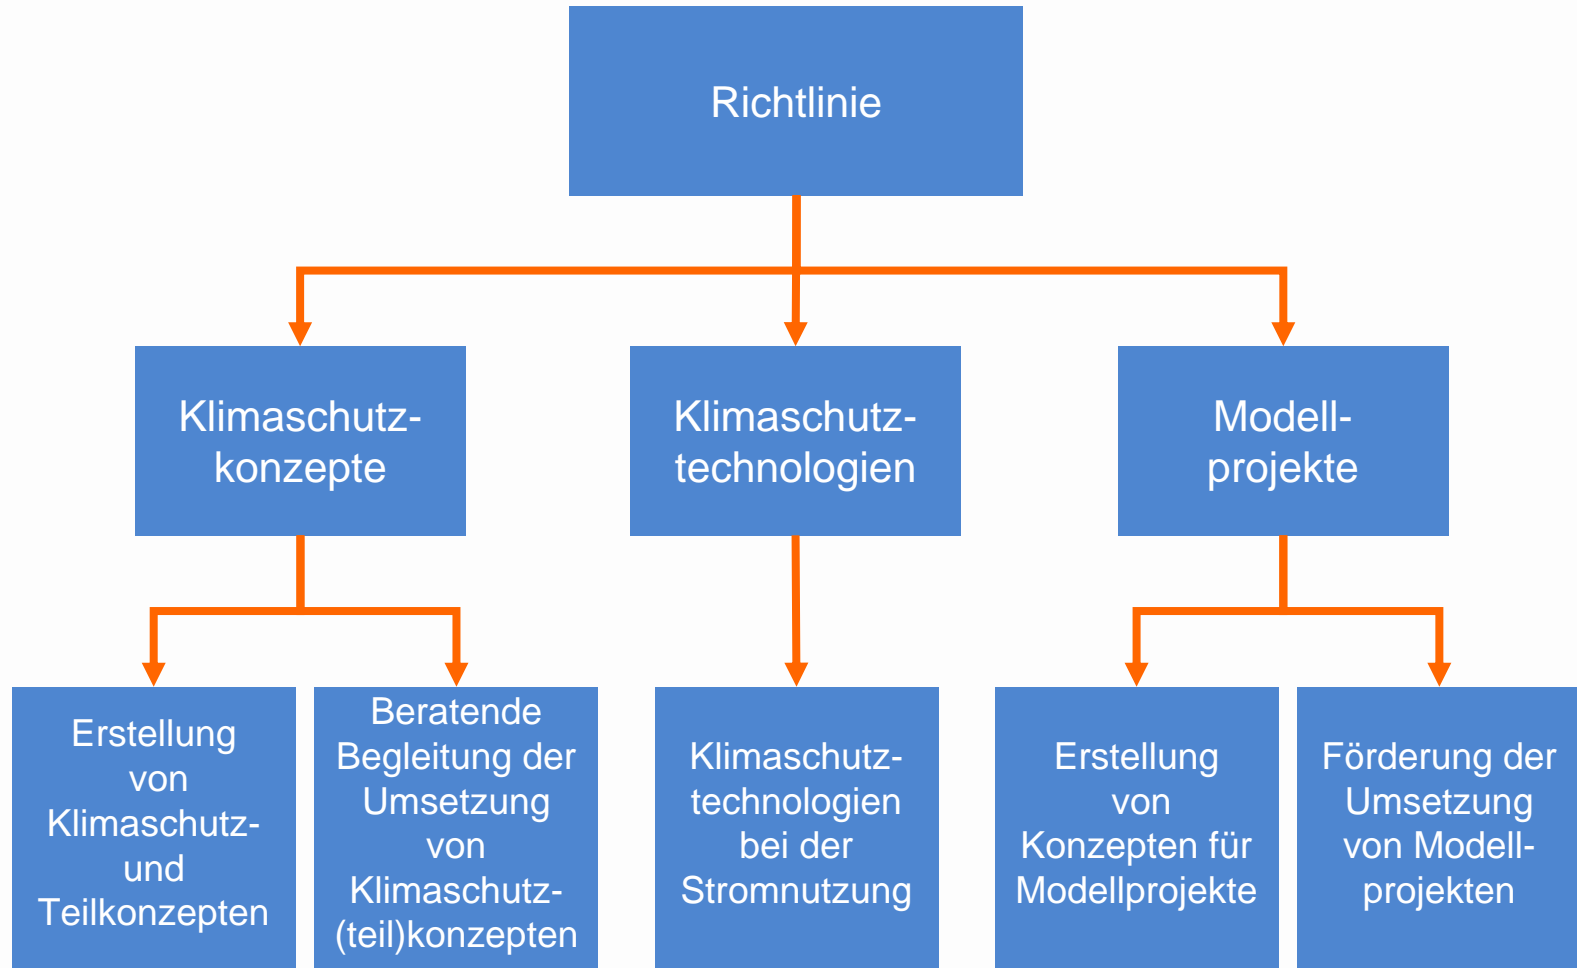 Richtlinie
Klimaschutz-
konzepte
Klimaschutz-
technologien
Modell-
projekte
Erstellung
von
Klimaschutz-
und
Teilkonzepten
Beratende
Begleitung der
Umsetzung
von
Klimaschutz-
(teil)konzepten
Klimaschutz-
technologien
bei der
Stromnutzung
Erstellung
von
Konzepten für
Modellprojekte
Förderung der
Umsetzung
von Modell-
projekten